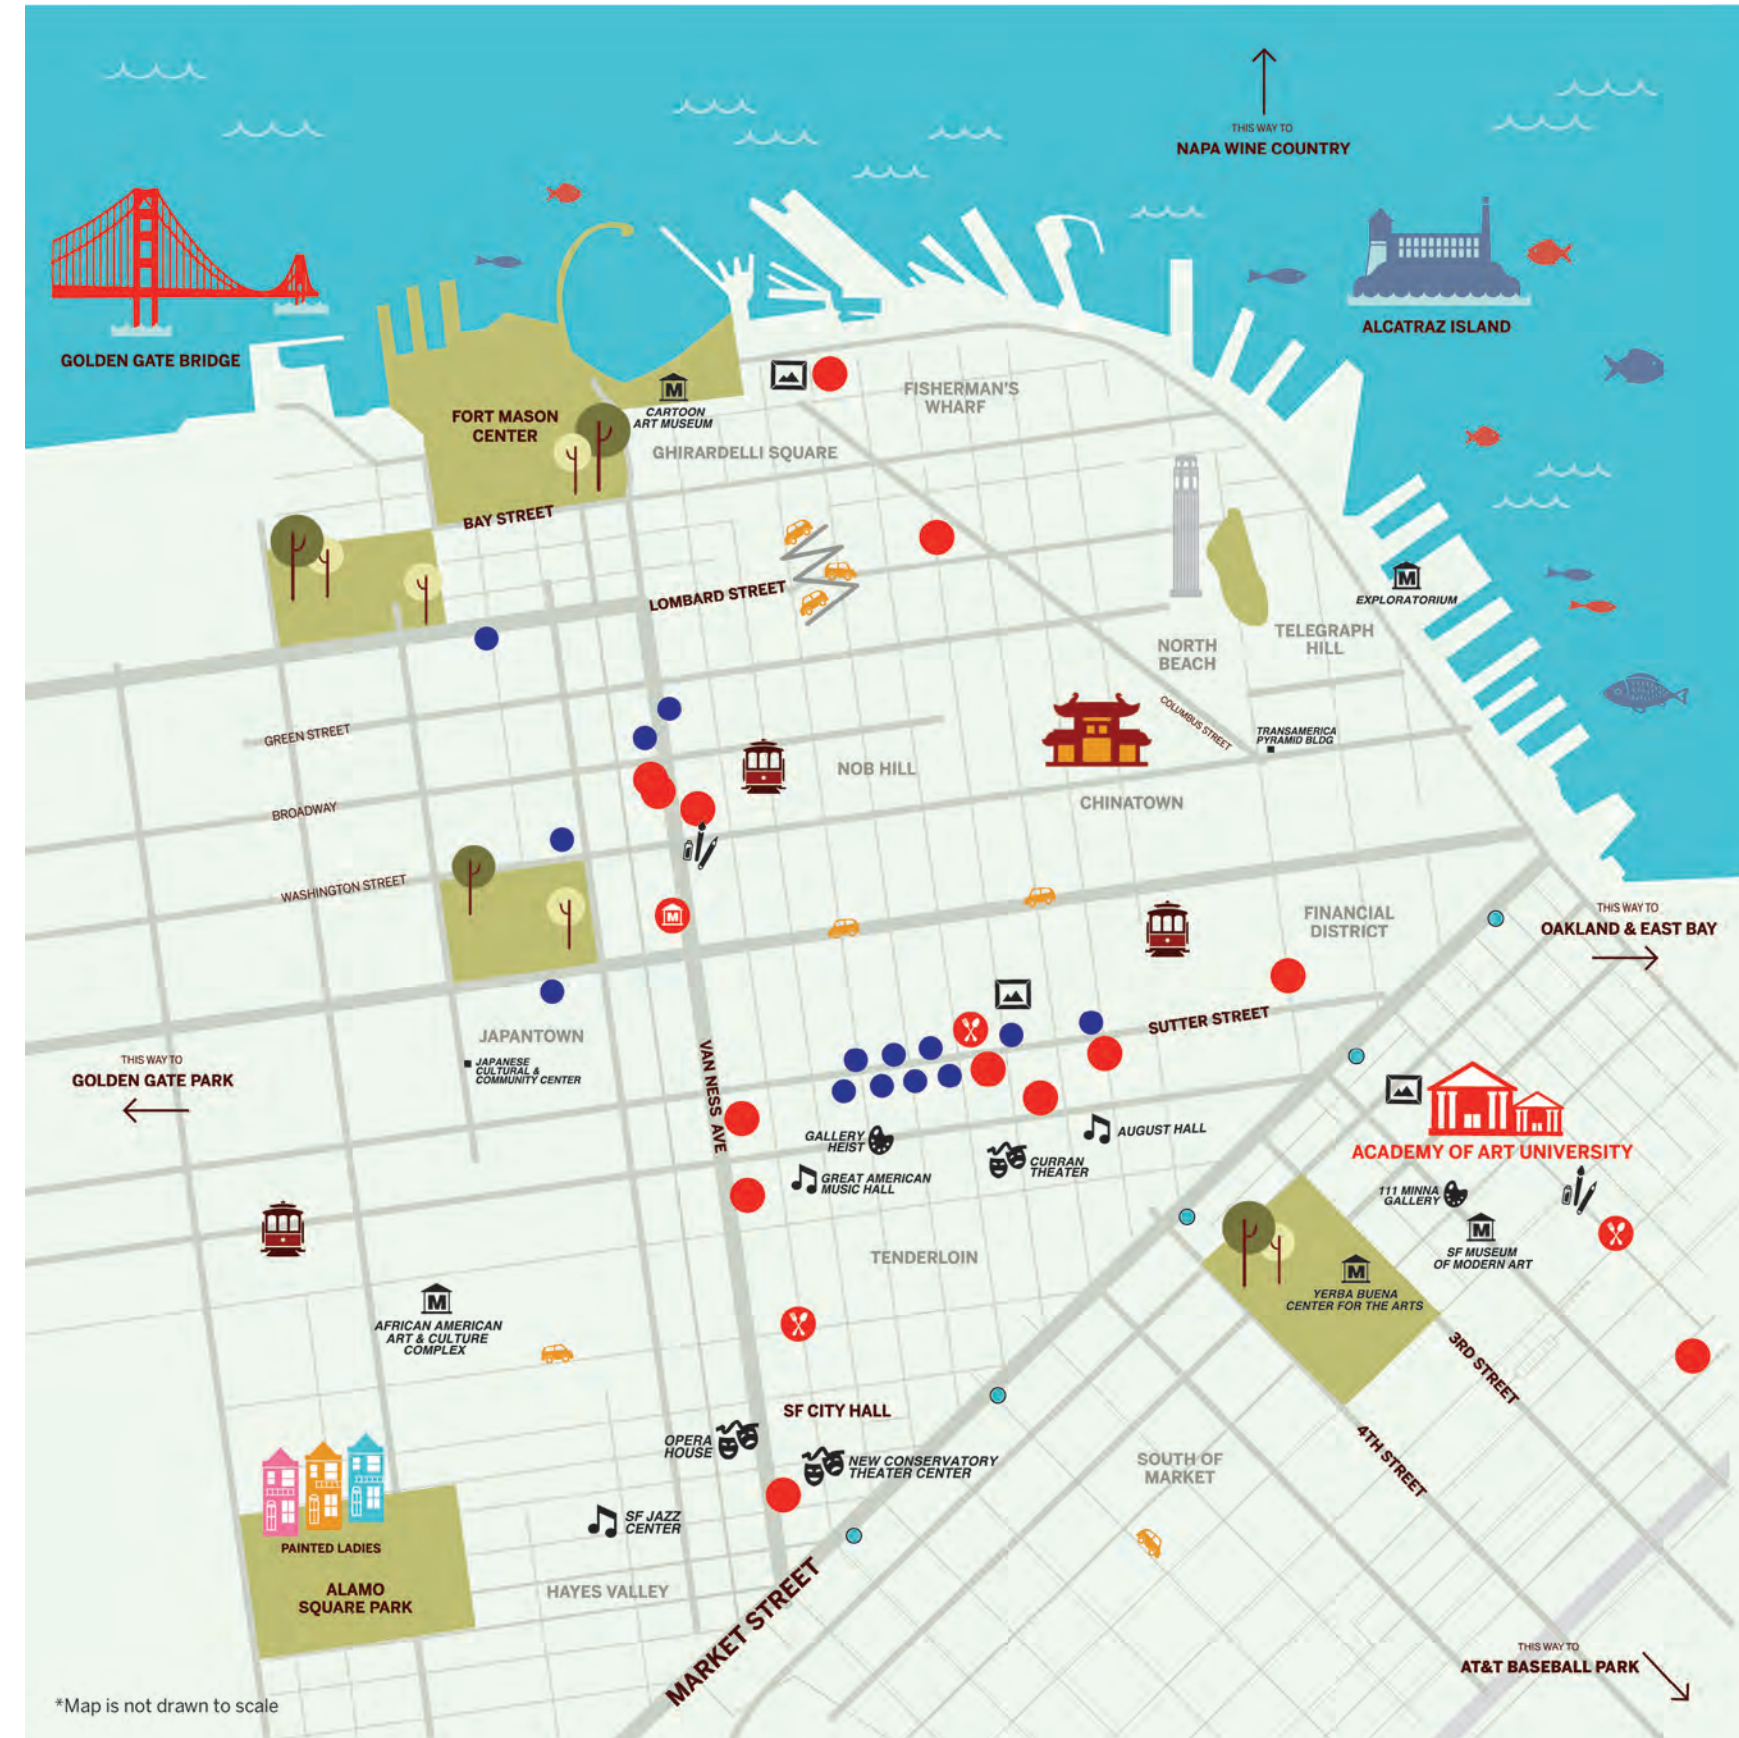 THIS WAY TO
NAPA WINE COUNTRY
GOLDEN GATE BRIDGE
ALCATRAZ ISLAND
FORT MASON
CENTER
M
CARTOON
ART MUSEUM
FISHERMAN'S
WHARF
GHIRARDELLI SQUARE
BAY STREET
LOMBARD STREET
M
EXPLORATORIUM
NORTH
BEACH
TELEGRAPH
HILL
GREEN STREET
COLUMBUS STREET
TRANSAMERICA
PYRAMID BLDG
NOB HILL
BROADWAY
CHINATOWN
WASHINGTON STREET
M
FINANCIAL
DISTRICT
THIS WAY TO
OAKLAND & EAST BAY
SUTTER STREET
JAPANTOWN
JAPANESE
CULTURAL &
COMMUNITY CENTER
THIS WAY TO
GOLDEN GATE PARK
VAN NESS AVE
GALLERY
HEIST
AUGUST HALL
CURRAN
THEATER
GREAT AMERICAN
MUSIC HALL
ACADEMY OF ART UNIVERSITY
111 MINNA
GALLERY
M
SF MUSEUM
OF MODERN ART
TENDERLOIN
M
YERBA BUENA
CENTER FOR THE ARTS
M
AFRICAN AMERICAN
ART & CULTURE
COMPLEX
3RD STREET
4TH STREET
SF CITY HALL
OPERA
HOUSE
NEW CONSERVATORY
THEATER CENTER
SOUTH OF
MARKET
SF JAZZ
CENTER
PAINTED LADIES
ALAMO
SQUARE PARK
HAYES VALLEY
MARKET STREET
THIS WAY TO
AT&T BASEBALL PARK
*Map is not drawn to scale